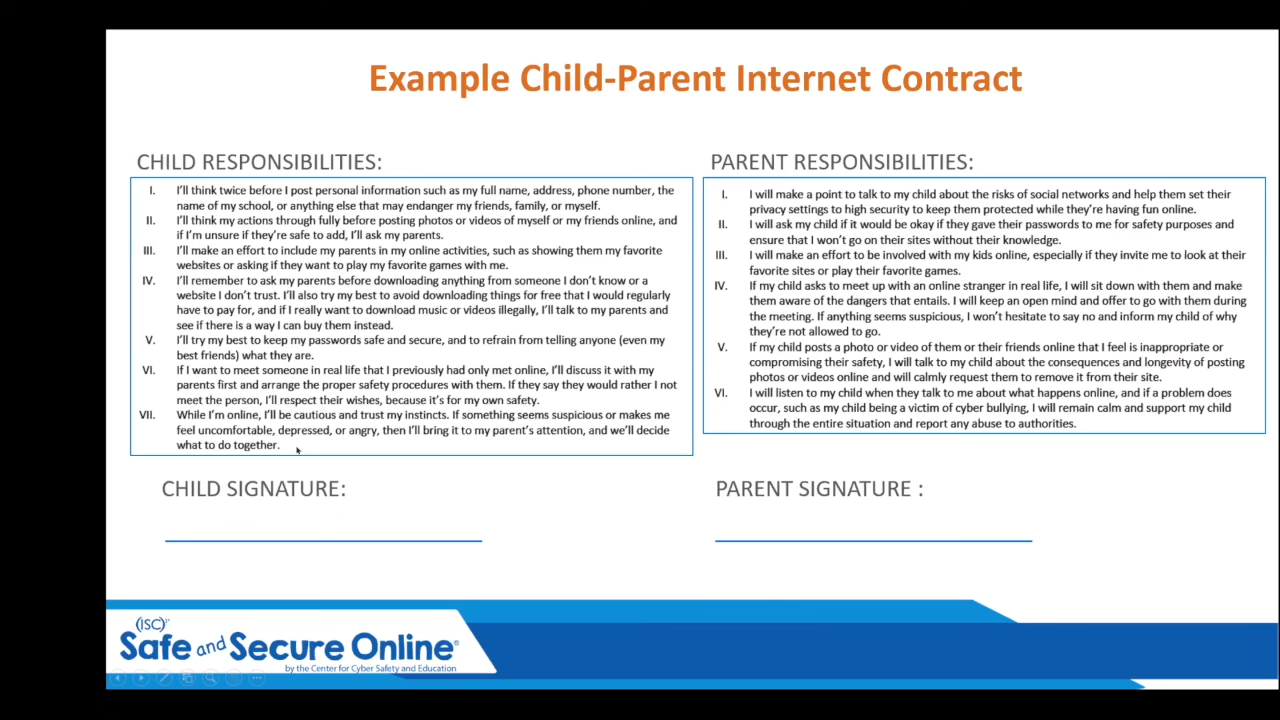 Example Child-Parent Internet Contract
CHILD RESPONSIBILITIES:
I. I'll think twice before I post personal information such as my full name, address, phone number, the
name of my school, or anything else that may endanger my friends, family, or myself.
II. I'll think my actions through fully before posting photos or videos of myself or my friends online, and
if I'm unsure if they're safe to add, I'll ask my parents.
III. I'll make an effort to include my parents in my online activities, such as showing them my favorite
websites or asking if they want to play my favorite games with me.
IV. I'll remember to ask my parents before downloading anything from someone I don't know or a
website I don't trust. I'll also try my best to avoid downloading things for free that I would regularly
have to pay for, and if I really want to download music or videos illegally, I'll talk to my parents and
see if there is a way I can buy them instead.
V. I'll try my best to keep my passwords safe and secure, and to refrain from telling anyone (even my
best friends) what they are.
VI. If I want to meet someone in real life that I previously had only met online, I'll discuss it with my
parents first and arrange the proper safety procedures with them. If they say they would rather I not
meet the person, I'll respect their wishes, because it's for my own safety.
VII. While I'm online, I'll be cautious and trust my instincts. If something seems suspicious or makes me
feel uncomfortable, depressed, or angry, then I'll bring it to my parent's attention, and we'll decide
what to do together.
CHILD SIGNATURE:
PARENT RESPONSIBILITIES:
I. I will make a point to talk to my child about the risks of social networks and help them set their
privacy settings to high security to keep them protected while they're having fun online.
II. I will ask my child if it would be okay if they gave their passwords to me for safety purposes and
ensure that I won't go on their sites without their knowledge.
III. I will make an effort to be involved with my kids online, especially if they invite me to look at their
favorite sites or play their favorite games.
IV. If my child asks to meet up with an online stranger in real life, I will sit down with them and make
them aware of the dangers that entails. I will keep an open mind and offer to go with them during
the meeting. If anything seems suspicious, I won't hesitate to say no and inform my child of why
they're not allowed to go.
V. If my child posts a photo or video of them or their friends online that I feel is inappropriate or
compromising their safety, I will talk to my child about the consequences and longevity of posting
photos or videos online and will calmly request them to remove it from their site.
VI. I will listen to my child when they talk to me about what happens online, and if a problem does
occur, such as my child being a victim of cyber bullying, I will remain calm and support my child
through the entire situation and report any abuse to authorities.
PARENT SIGNATURE :
(ISC)²
Safe and Secure Online®
by the Center for Cyber Safety and Education